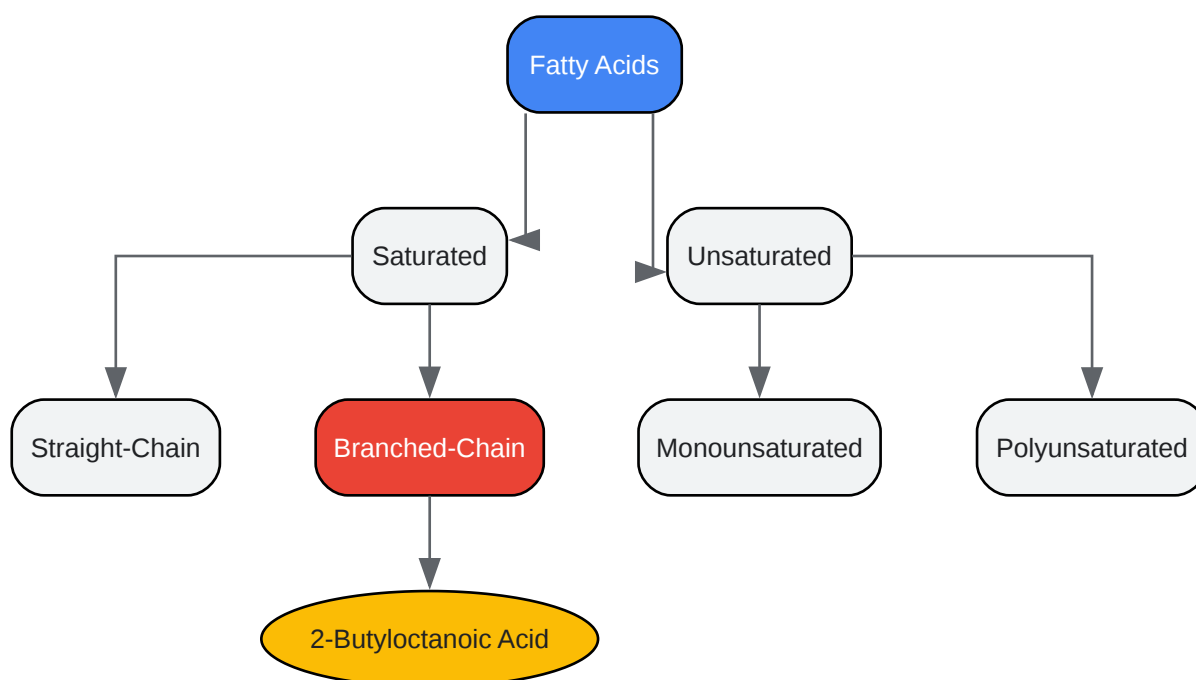 Fatty Acids
Saturated
Unsaturated
Straight-Chain
Branched-Chain
Monounsaturated
Polyunsaturated
2-Butyloctanoic Acid